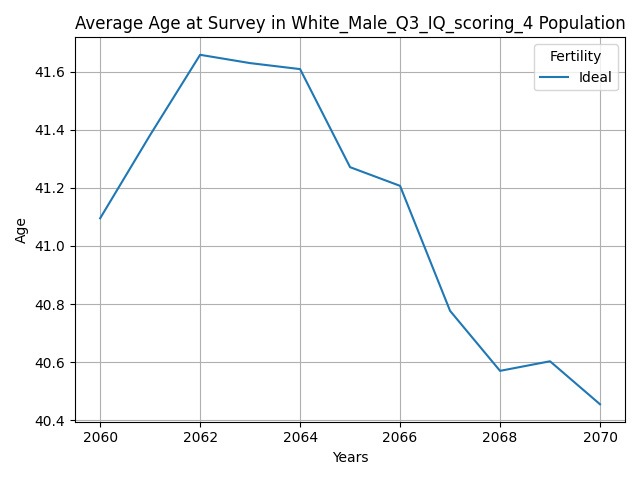 Average Age at Survey in White_Male_Q3_IQ_scoring_4 Population
Fertility
Ideal
Age
41.6
41.4
41.2
41.0
40.8
40.6
40.4
2060 2062 2064 2066 2068 2070
Years